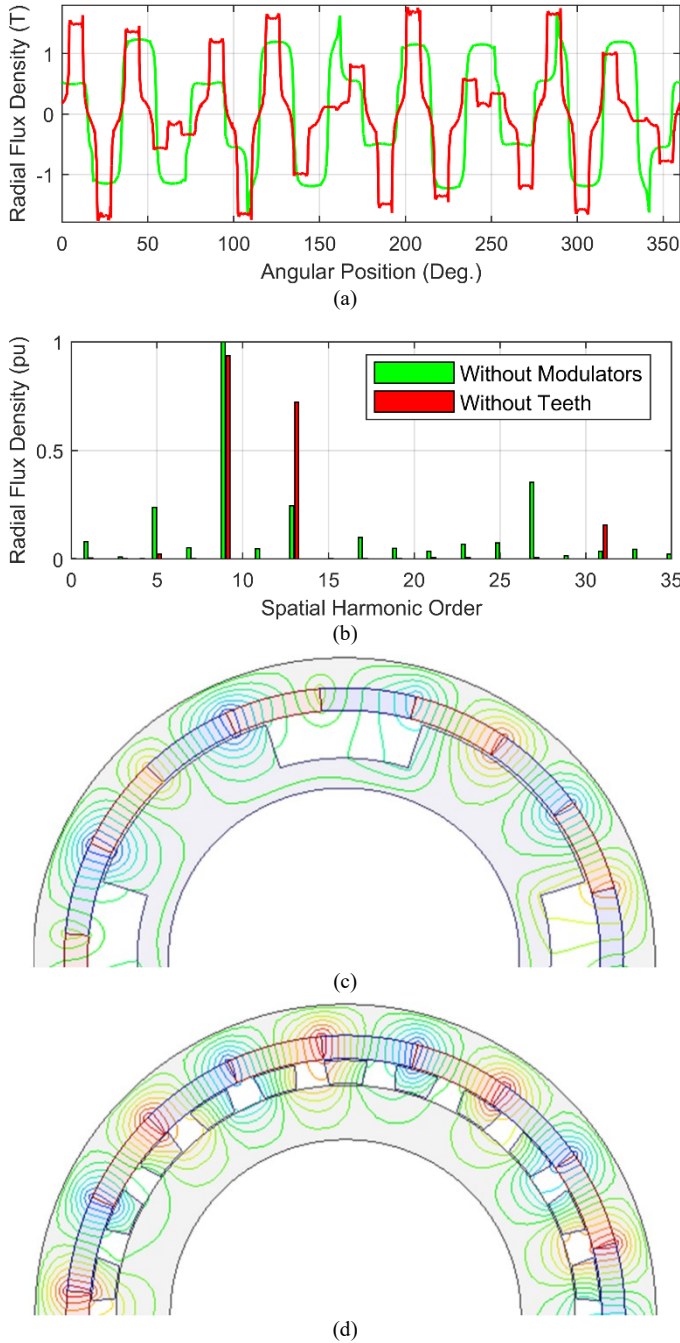 Radial Flux Density (T)
1
0
-1
0 50 100 150 200 250 300 350
Angular Position (Deg.)
(a)
Radial Flux Density (pu)
1
0.5
0
Without Modulators
Without Teeth
0 5 10 15 20 25 30 35
Spatial Harmonic Order
(b)
(c)
(d)